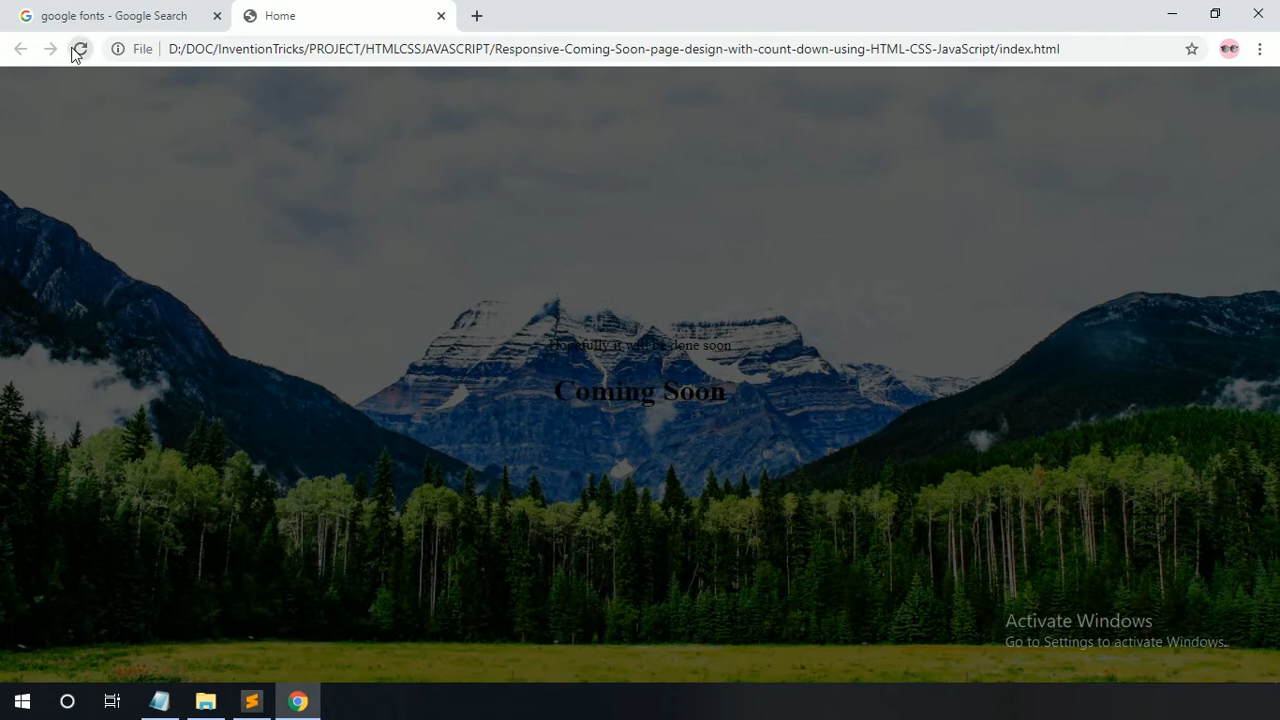 google fonts - Google Search
Home
File
D:/DOC/InventionTricks/PROJECT/HTMLCSSJAVASCRIPT/Responsive-Coming-Soon-page-design-with-count-down-using-HTML-CSS-JavaScript/index.html
Hopefully it will be done soon
Coming Soon
Activate Windows
Go to Settings to activate Windows.